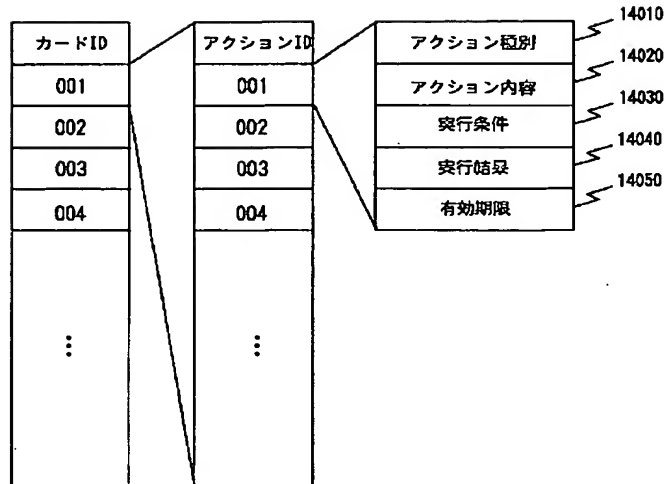 カードID
001
002
003
004
⋮
アクションID
001
002
003
004
⋮
アクション種別
アクション内容
実行条件
実行結果
有効期限
14010
14020
14030
14040
14050